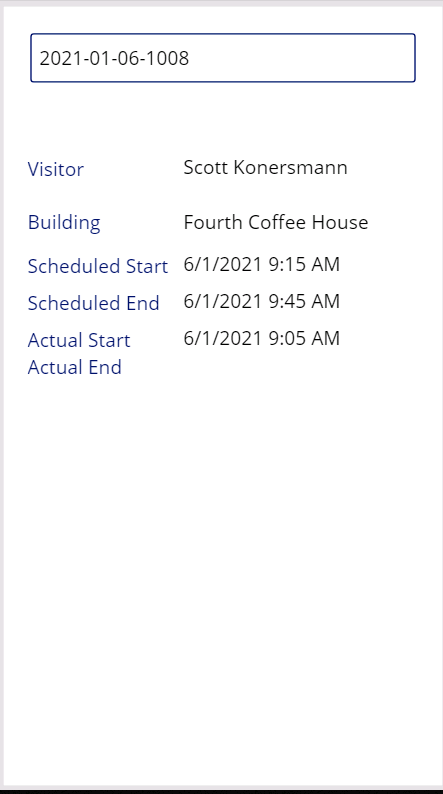 2021-01-06-1008
Visitor Scott Konersmann
Building Fourth Coffee House
Scheduled Start 6/1/2021 9:15 AM
Scheduled End 6/1/2021 9:45 AM
Actual Start 6/1/2021 9:05 AM
Actual End